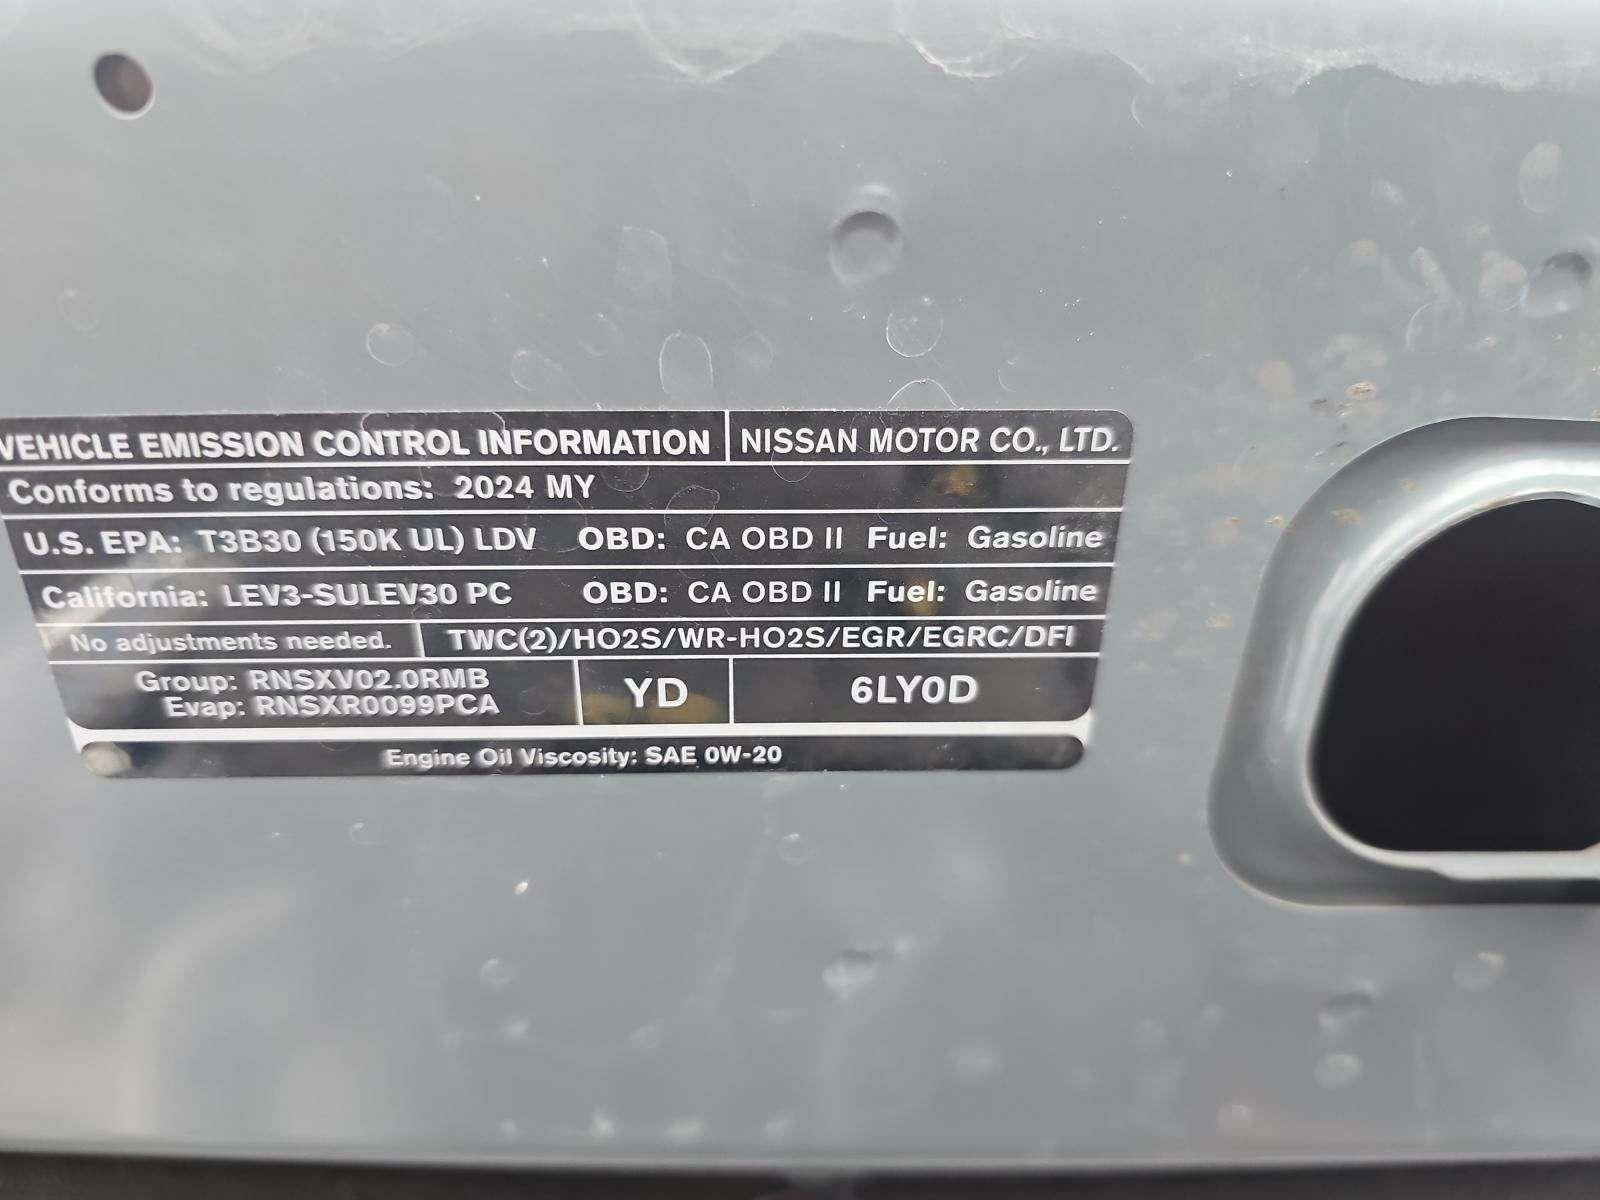 VEHICLE EMISSION CONTROL INFORMATION NISSAN MOTOR CO., LTD.
Conforms to regulations: 2024 MY
U.S. EPA: T3B30 (150K UL) LDV OBD: CA OBD II Fuel: Gasoline
California: LEV3-SULEV30 PC OBD: CA OBD II Fuel: Gasoline
No adjustments needed. TWC(2)/HO2S/WR-HO2S/EGR/EGRC/DFI
Group: RNSXV02.0RMB
Evap: RNSXR0099PCA
YD
6LY0D
Engine Oil Viscosity: SAE 0W-20